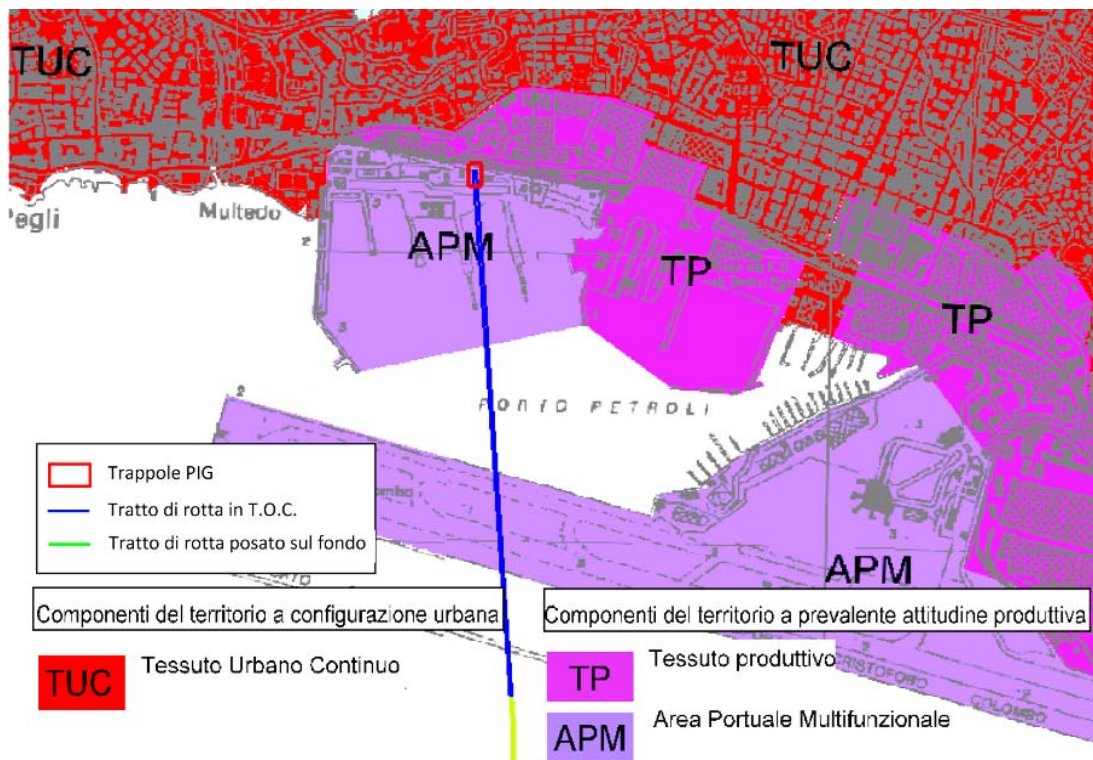 TUC
TUC
Pegli
Multedo
APM
TP
TP
PORTO PETROLI
APM
Trappole PIG
Tratto di rotta in T.O.C.
Tratto di rotta posato sul fondo
Componenti del territorio a configurazione urbana
Componenti del territorio a prevalente attitudine produttiva
TUC
Tessuto Urbano Continuo
TP
Tessuto produttivo
CRISTOFORO
COLOMBO
APM
Area Portuale Multifunzionale